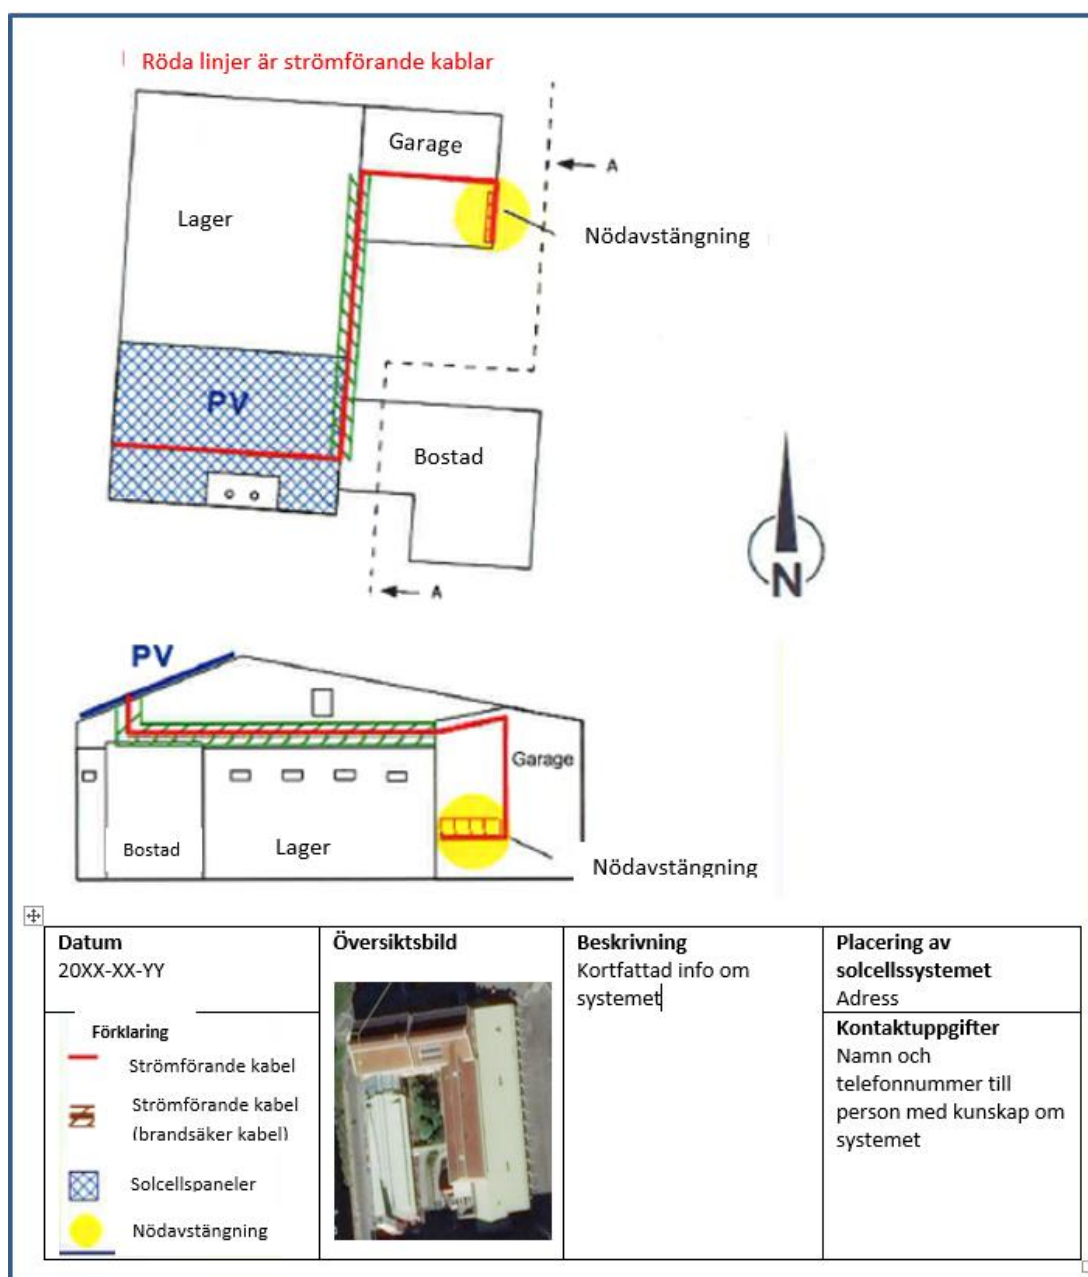 Röda linjer är strömförande kablar
Garage
A
Lager
Nödavstängning
PV
Bostad
A
N
PV
Garage
Bostad
Lager
Nödavstängning
Datum
20XX-XX-YY
Förklaring
Strömförande kabel
Strömförande kabel
(brandsäker kabel)
Solcellspaneler
Nödavstängning
Översiktsbild
Beskrivning
Kortfattad info om
systemet
Placering av
solcellssystemet
Adress
Kontaktuppgifter
Namn och
telefonnummer till
person med kunskap om
systemet